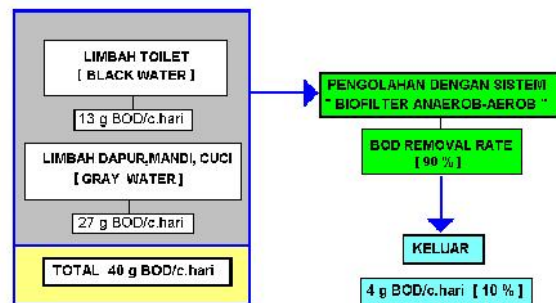 LIMBAH TOILET
[ BLACK WATER ]
13 g BOD/c.hari
LIMBAH DAPUR,MANDI, CUCI
[ GRAY WATER ]
27 g BOD/c.hari
TOTAL 40 g BOD/c.hari
PENGOLAHAN DENGAN SISTEM
" BIOFILTER ANAEROB-AEROB "
BOD REMOVAL RATE
[ 90 % ]
KELUAR
4 g BOD/c.hari [ 10 % ]